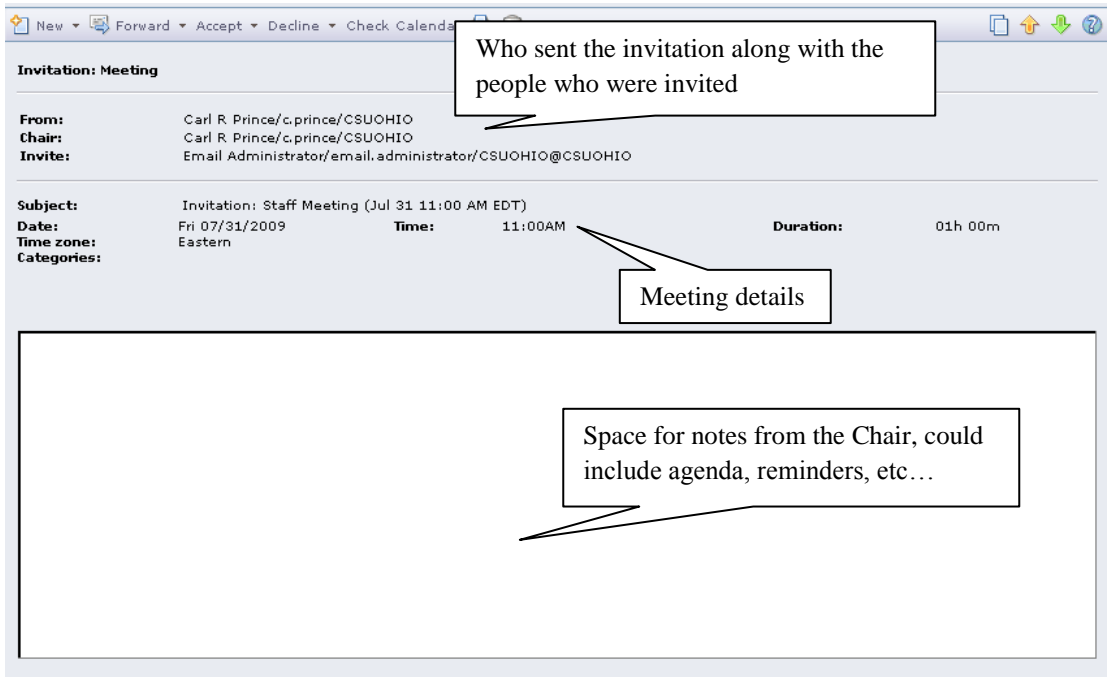 New Forward Accept Decline Check Calenda
Who sent the invitation along with the
people who were invited
Invitation: Meeting
From: Carl R Prince/c.prince/CSUOHIO
Chair: Carl R Prince/c.prince/CSUOHIO
Invite: Email Administrator/email.administrator/CSUOHIO@CSUOHIO
Subject: Invitation: Staff Meeting (Jul 31 11:00 AM EDT)
Date: Fri 07/31/2009 Time: 11:00AM Duration: 01h 00m
Time zone: Eastern
Categories:
Meeting details
Space for notes from the Chair, could
include agenda, reminders, etc…